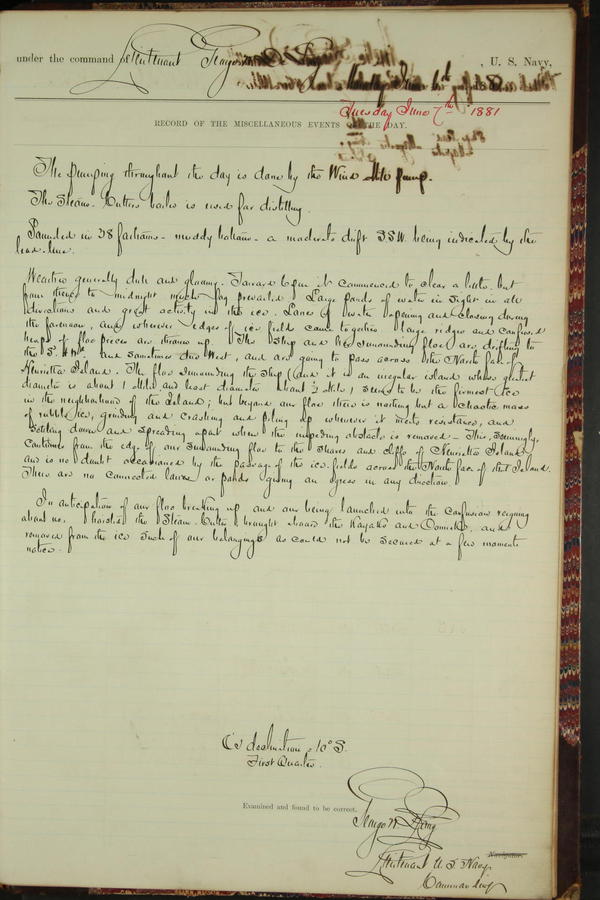 under the command of Lieutenant George W. De Long, U. S. Navy,
Tuesday June 7th 1881
RECORD OF THE MISCELLANEOUS EVENTS OF THE DAY.
The Pumping throughout the day is done by the Wind Mill pump.
The Steam-Cutters boiler is used for distilling.
Sounded in 38 fathoms - muddy bottom - a moderate drift S.S.W. being indicated by the
lead line.
Weather generally dull and gloomy. Toward 6 p.m. it commenced to clear a little, but
from thence to midnight much fog prevailed. Large ponds of water in sight in all
directions and great activity in the ice. Lanes of water opening and closing during
the forenoon, and wherever edges of ice field came together large ridges and confused
heaps of floe pieces are thrown up. The ship and her surrounding floe are drifting to
the and sometimes due West, and are going to pass across the North face of
Henrietta Island. The floe surrounding the ship (and it is an irregular island whose greatest
diameter is about 1 Mile and least diameter about ½ Mile) seems to be the firmest ice
in the neighborhood of the Island; but beyond our floe there is nothing but a chaotic mass
of rubble ice, grinding and crashing and piling up wherever it meets resistance, and
settling down and spreading apart when the impeding obstacle is removed - This, seemingly,
continues from the edge of our surrounding floe to the shores and cliffs of Henrietta Island
and is no doubt occasioned by the passage of the ice fields across the North face of that Island.
There are no connected lanes or ponds giving an egress in any direction.
In anticipation of our floe breaking up and our being launched into the confusion reigning
about us, hoisted the Steam Cutter, brought aboard the Kayaks and Oomiaks, and
removed from the ice such of our belongings as could not be secured at a few moments
notice.
☾'s declination 10° S.
First Quarter.
Examined and found to be correct.
George W. De Long
Lieutenant U.S. Navy
Navigator.
Commanding